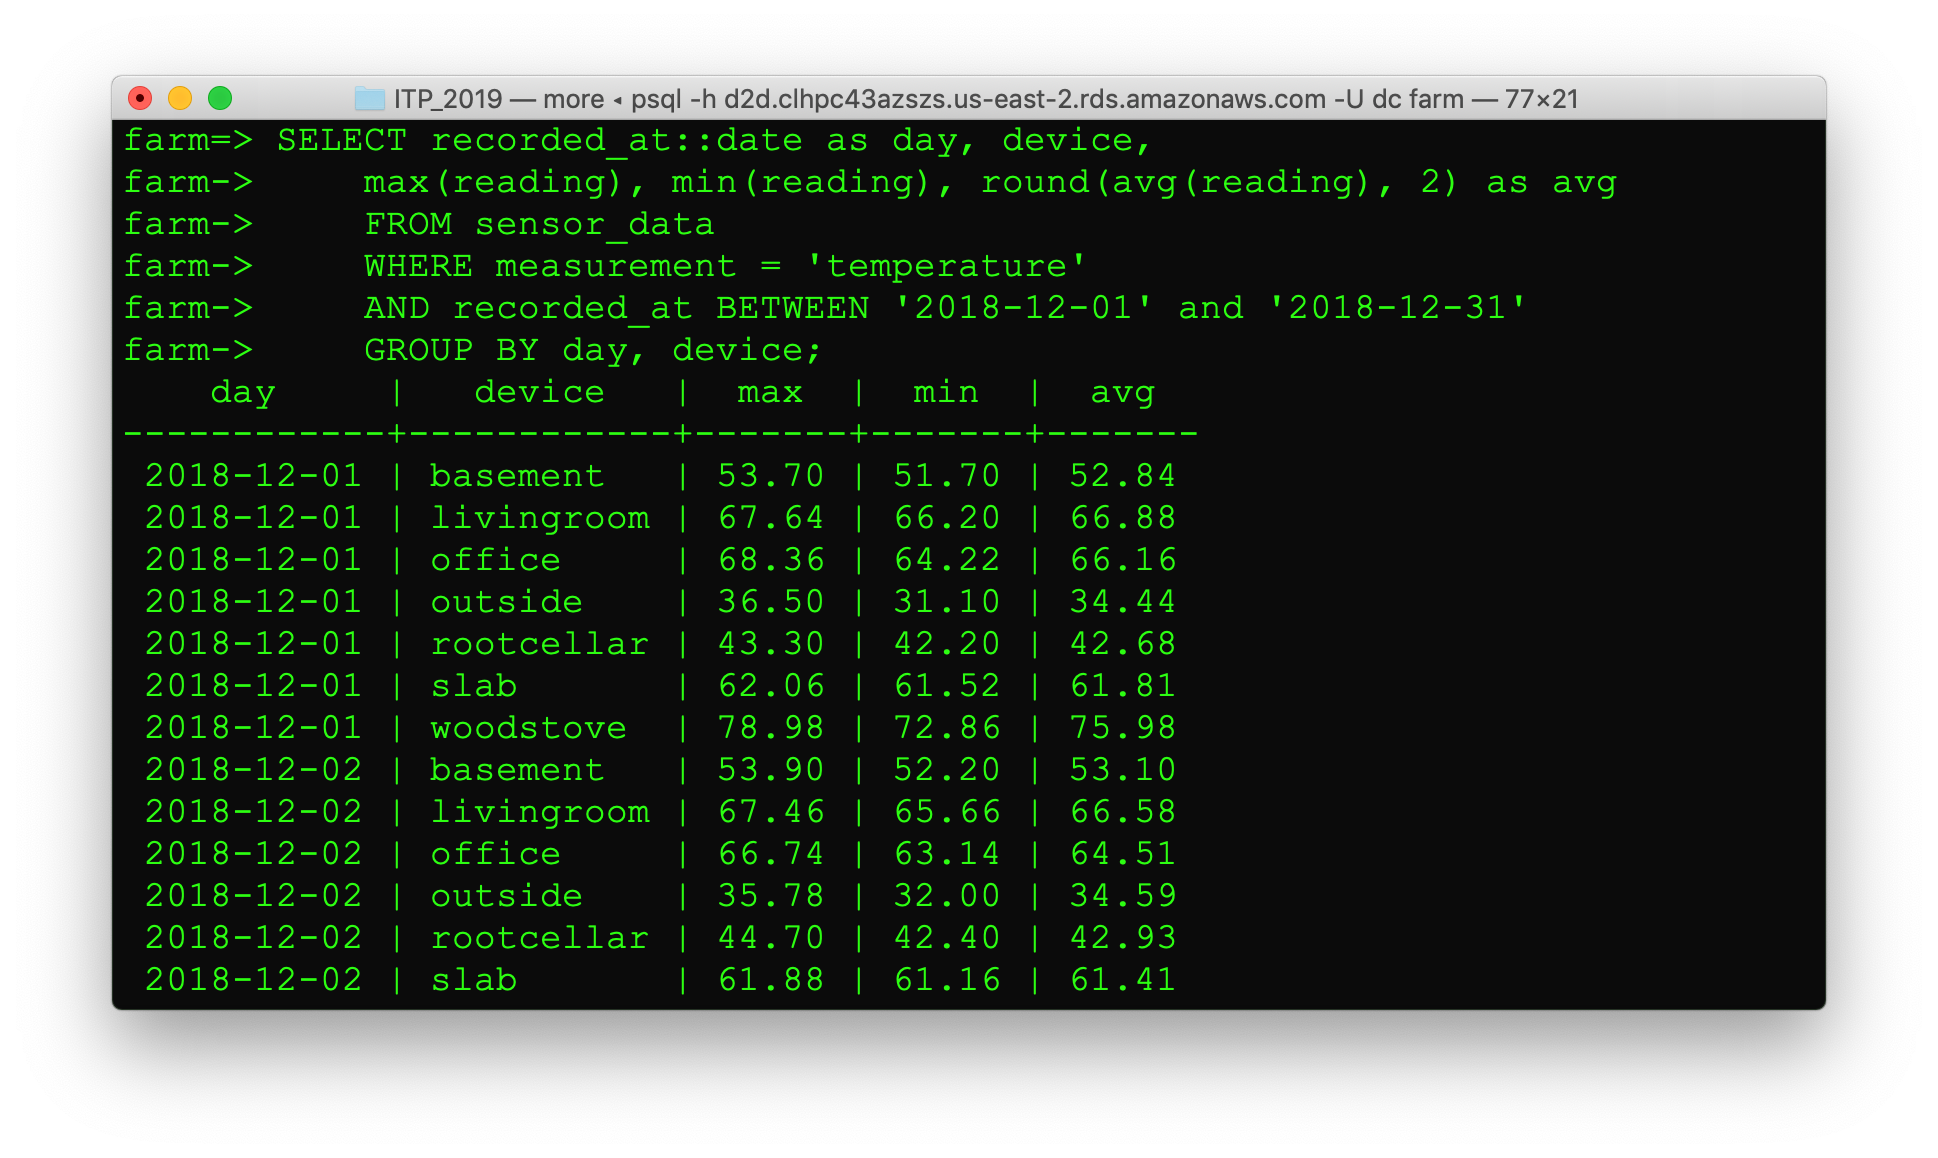 ITP_2019 — more ◂ psql -h d2d.clhpc43azszs.us-east-2.rds.amazonaws.com -U dc farm — 77×21
farm=> SELECT recorded_at::date as day, device,
farm->     max(reading), min(reading), round(avg(reading), 2) as avg
farm->     FROM sensor_data
farm->     WHERE measurement = 'temperature'
farm->     AND recorded_at BETWEEN '2018-12-01' and '2018-12-31'
farm->     GROUP BY day, device;
    day     |   device   |  max  |  min  |  avg
------------+------------+-------+-------+-------
 2018-12-01 | basement   | 53.70 | 51.70 | 52.84
 2018-12-01 | livingroom | 67.64 | 66.20 | 66.88
 2018-12-01 | office     | 68.36 | 64.22 | 66.16
 2018-12-01 | outside    | 36.50 | 31.10 | 34.44
 2018-12-01 | rootcellar | 43.30 | 42.20 | 42.68
 2018-12-01 | slab       | 62.06 | 61.52 | 61.81
 2018-12-01 | woodstove  | 78.98 | 72.86 | 75.98
 2018-12-02 | basement   | 53.90 | 52.20 | 53.10
 2018-12-02 | livingroom | 67.46 | 65.66 | 66.58
 2018-12-02 | office     | 66.74 | 63.14 | 64.51
 2018-12-02 | outside    | 35.78 | 32.00 | 34.59
 2018-12-02 | rootcellar | 44.70 | 42.40 | 42.93
 2018-12-02 | slab       | 61.88 | 61.16 | 61.41